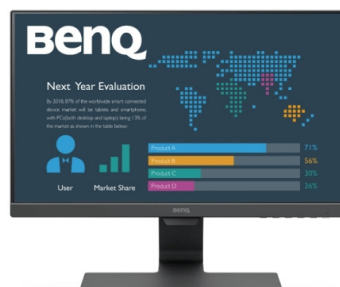 BenQ
Next Year Evaluation
By 2018, 87% of the worldwide smart connected
device market will be tablets and smartphone,
with PCs(both desktop and laptop) being 13% of
the market as shown in the table below:
Product A 71%
Product B 56%
Product C 30%
Product D 26%
User Market Share
BenQ